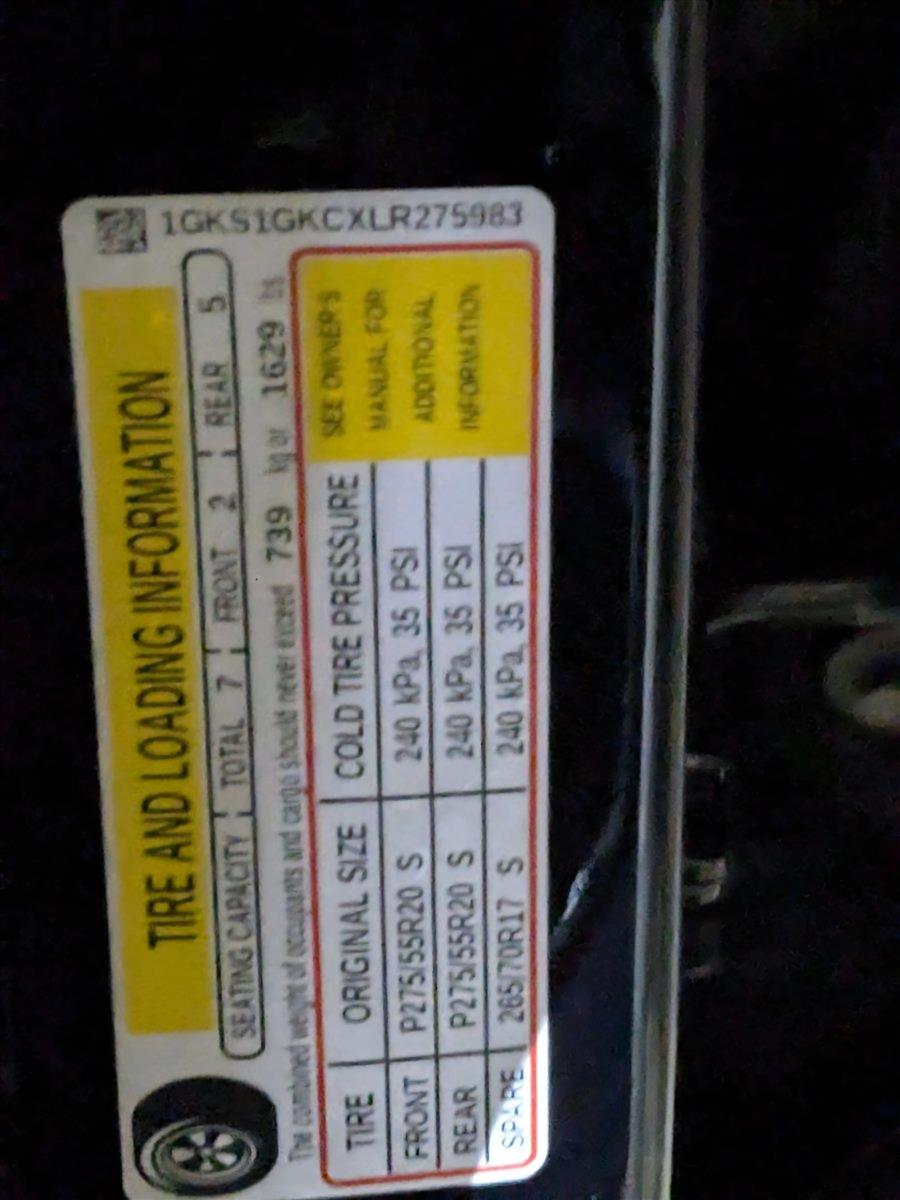 1GKS1GKCXLR275983
TIRE AND LOADING INFORMATION
SEATING CAPACITY TOTAL 7 FRONT 2 REAR 5
The combined weight of occupants and cargo should never exceed 739 kg or 1629 lbs
TIRE ORIGINAL SIZE COLD TIRE PRESSURE
FRONT P275/55R20 S 240 kPa, 35 PSI
REAR P275/55R20 S 240 kPa, 35 PSI
SPARE 265/70R17 S 240 kPa, 35 PSI
SEE OWNER'S
MANUAL FOR
ADDITIONAL
INFORMATION